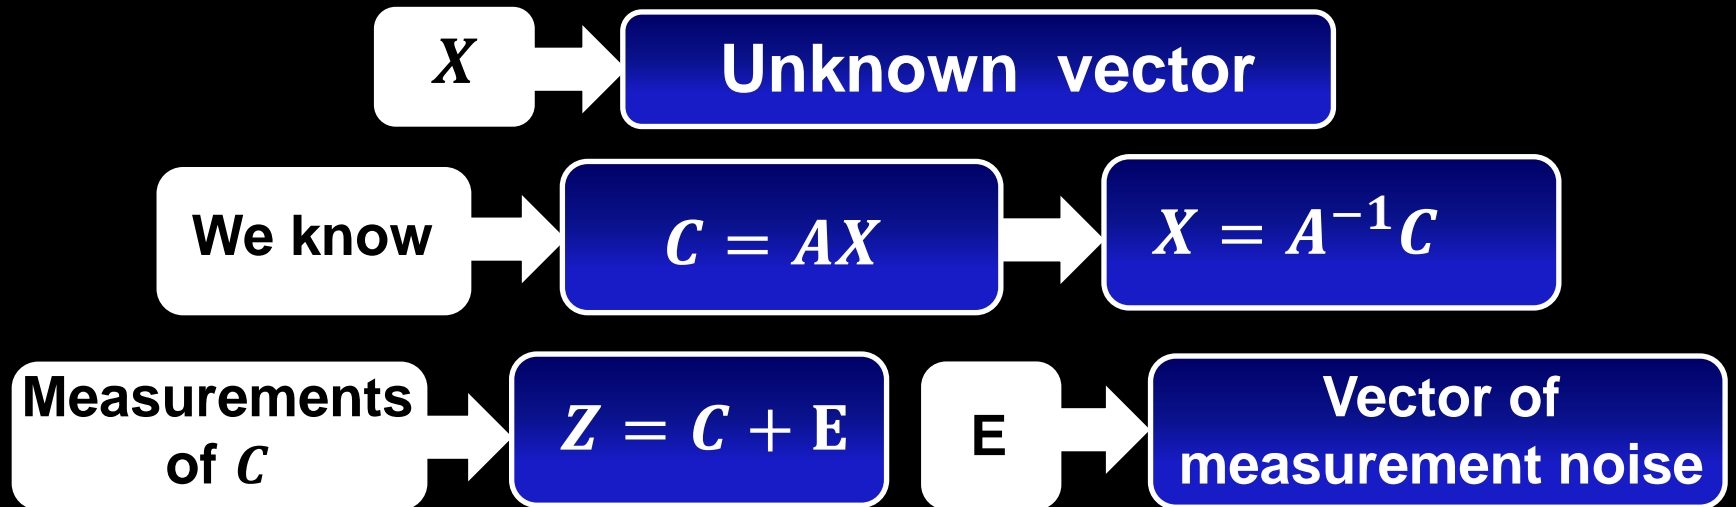 X
Unknown vector
We know
C = AX
X = A⁻¹C
Measurements
of C
Z = C + E
E
Vector of
measurement noise